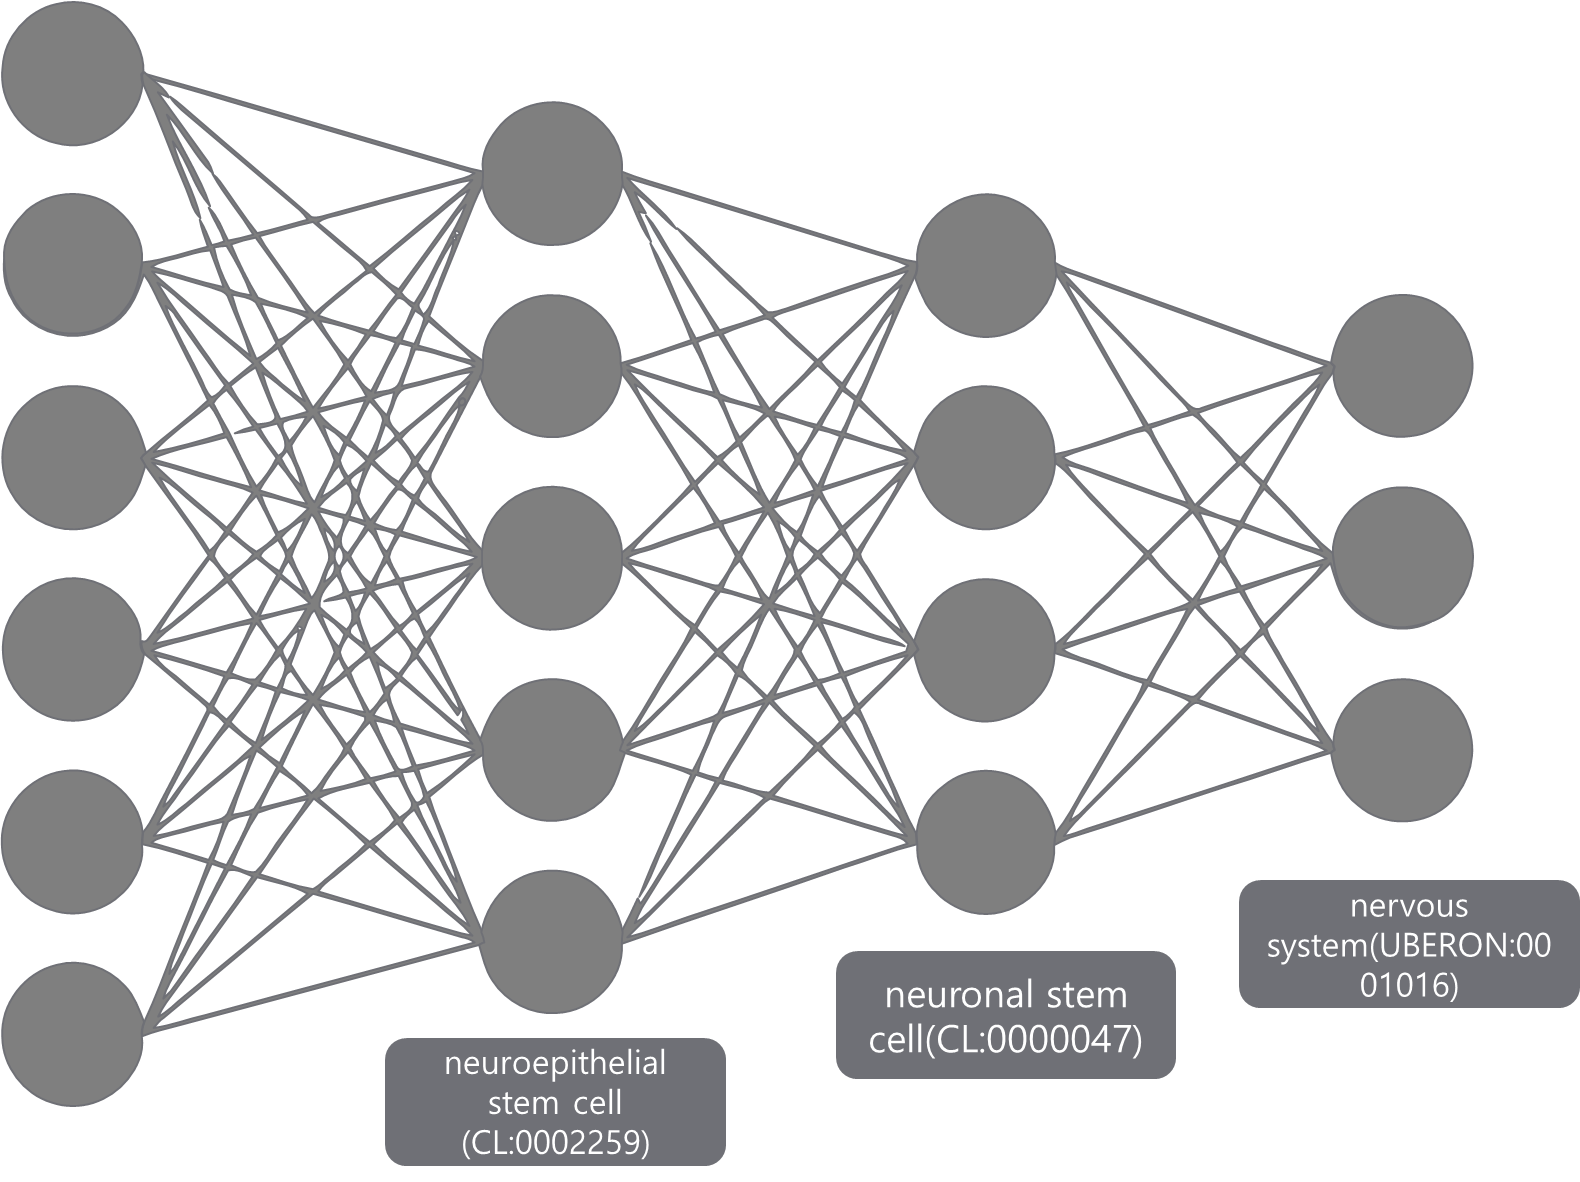 neuroepithelial
stem cell
(CL:0002259)
neuronal stem
cell(CL:0000047)
nervous
system(UBERON:00
01016)